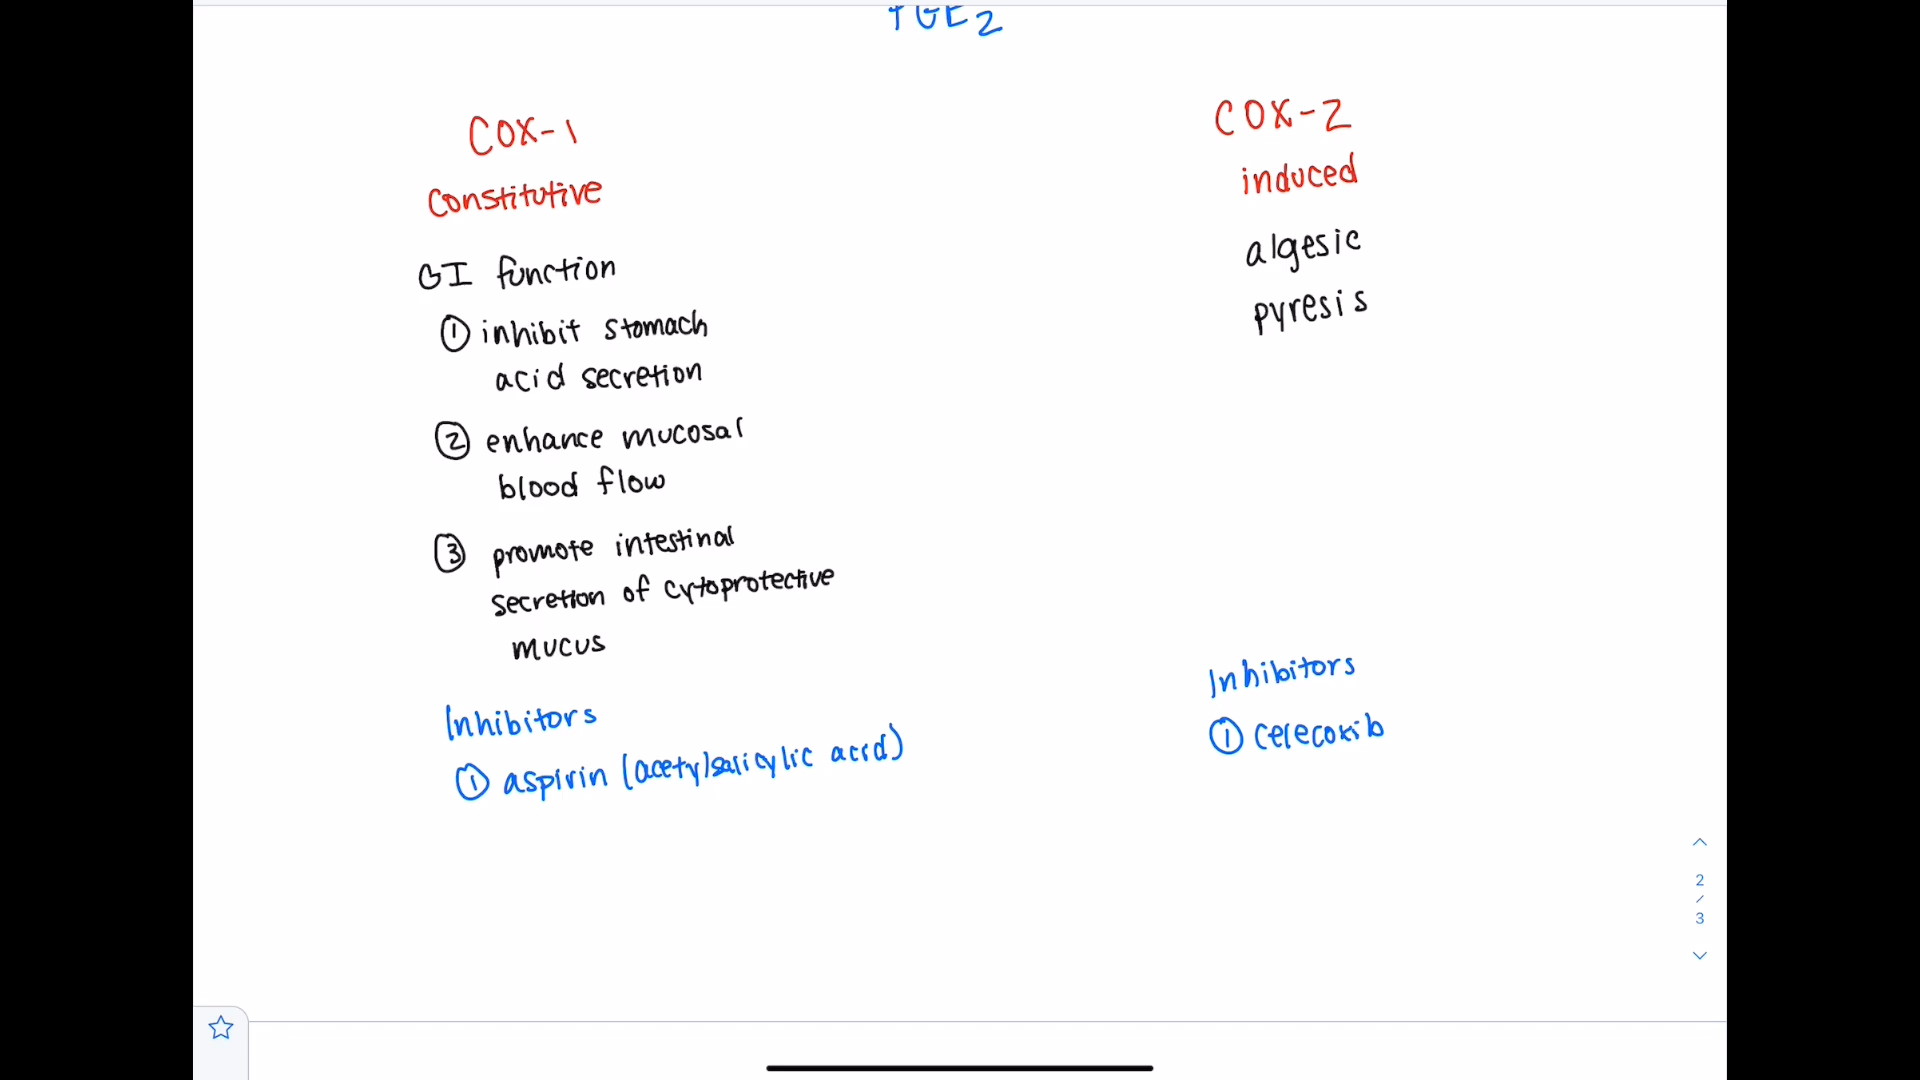 PGE2
COX-1
constitutive
GI function
① inhibit stomach
acid secretion
② enhance mucosal
blood flow
③ promote intestinal
secretion of cytoprotective
mucus
Inhibitors
① aspirin (acetylsalicylic acid)
COX-2
induced
algesic
pyresis
Inhibitors
① celecoxib
2
/
3